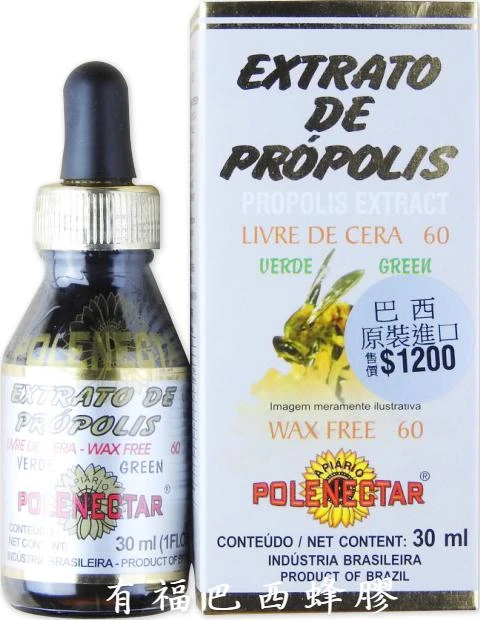 EXTRATO
DE
PRÓPOLIS
PROPOLIS EXTRACT
LIVRE DE CERA 60
VERDE GREEN
巴西
原裝進口
售價$1200
Imagem meramente ilustrativa
WAX FREE 60
APIÁRIO
POLENECTAR®
CONTEÚDO / NET CONTENT: 30 ml
INDÚSTRIA BRASILEIRA
PRODUCT OF BRAZIL
POLENECTAR
EXTRATO DE
PRÓPOLIS
LIVRE DE CERA - WAX FREE 60
VERDE GREEN
APIÁRIO
POLENECTAR®
CONTEÚDO
NET CONTENT: 30 ml (1FL
INDÚSTRIA BRASILEIRA - PRODUCT OF B
有福巴西蜂膠